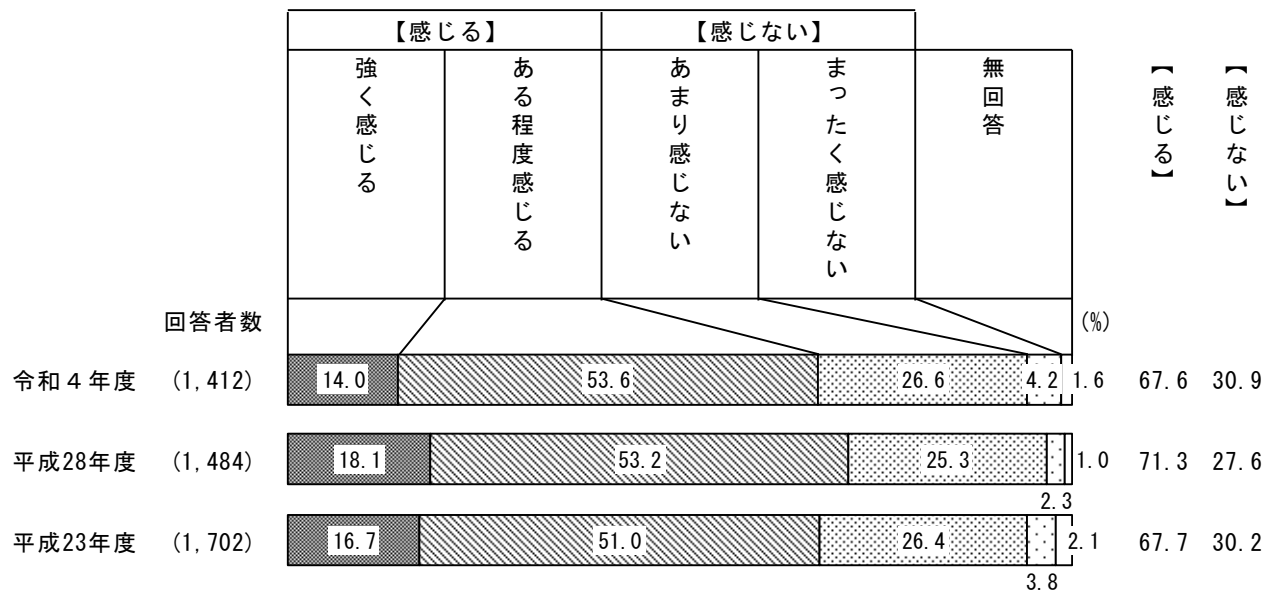 【感じる】 【感じない】
強く感じる
ある程度感じる
あまり感じない
まったく感じない
無回答
【感じる】
【感じない】
回答者数 (%)
令和４年度 (1,412) 14.0 53.6 26.6 4.2 1.6 67.6 30.9
平成28年度 (1,484) 18.1 53.2 25.3 1.0 71.3 27.6
2.3
平成23年度 (1,702) 16.7 51.0 26.4 2.1 67.7 30.2
3.8